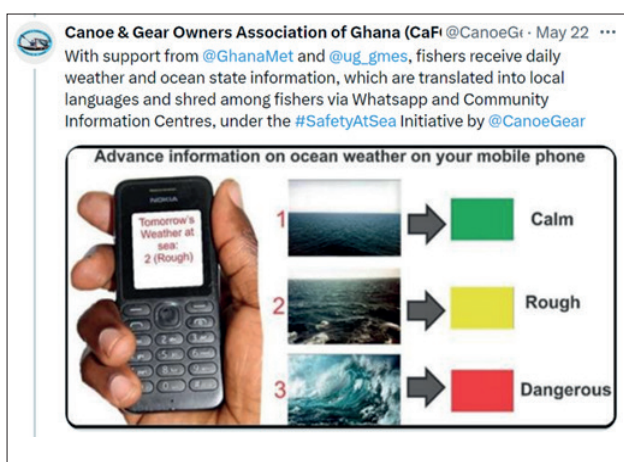 Canoe & Gear Owners Association of Ghana (CaF @CanoeGe · May 22 ···
With support from @GhanaMet and @ug_gmes, fishers receive daily
weather and ocean state information, which are translated into local
languages and shred among fishers via Whatsapp and Community
Information Centres, under the #SafetyAtSea Initiative by @CanoeGear
Advance information on ocean weather on your mobile phone
NOKIA
Tomorrow's
Weather at
sea:
2 (Rough)
1
Calm
2
Rough
3
Dangerous